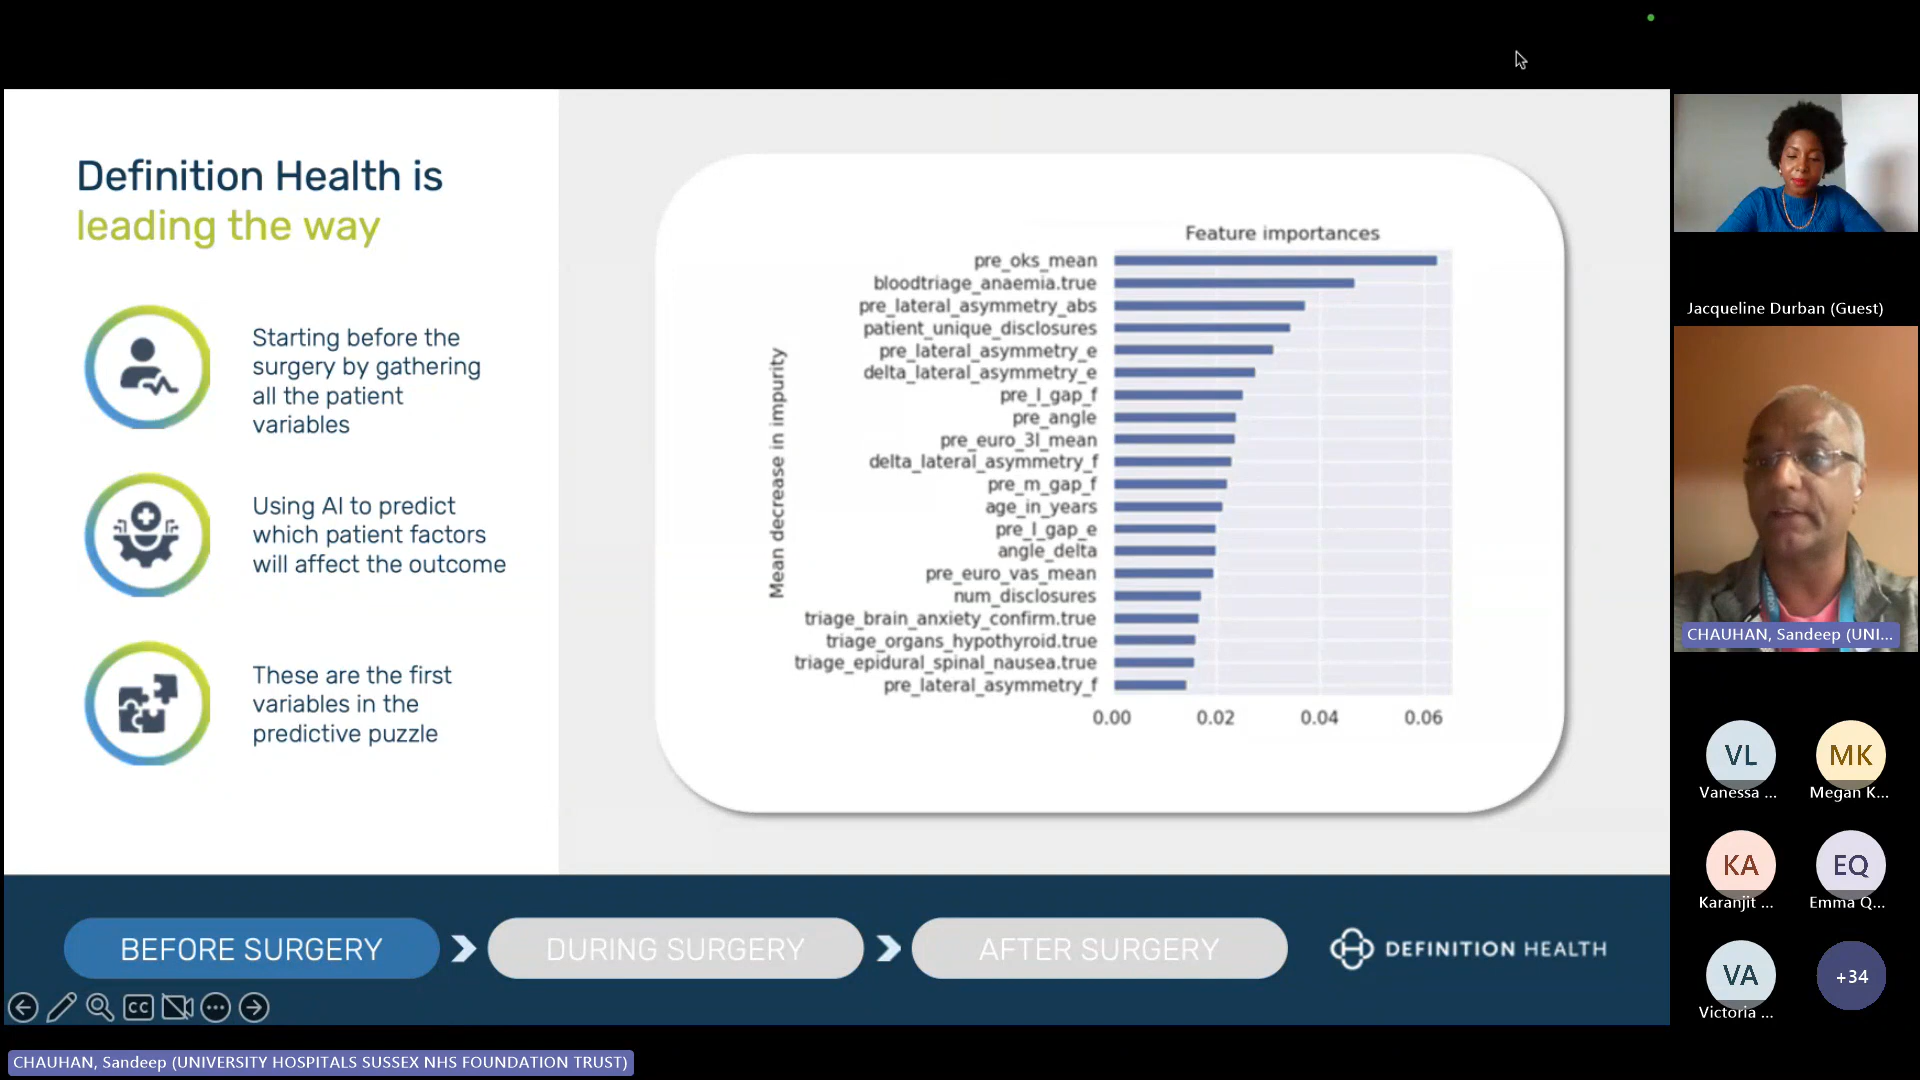 Definition Health is
leading the way
Starting before the
surgery by gathering
all the patient
variables
Using AI to predict
which patient factors
will affect the outcome
These are the first
variables in the
predictive puzzle
Feature importances
Mean decrease in impurity
pre_oks_mean
bloodtriage_anaemia.true
pre_lateral_asymmetry_abs
patient_unique_disclosures
pre_lateral_asymmetry_e
delta_lateral_asymmetry_e
pre_l_gap_f
pre_angle
pre_euro_3l_mean
delta_lateral_asymmetry_f
pre_m_gap_f
age_in_years
pre_l_gap_e
angle_delta
pre_euro_vas_mean
num_disclosures
triage_brain_anxiety_confirm.true
triage_organs_hypothyroid.true
triage_epidural_spinal_nausea.true
pre_lateral_asymmetry_f
0.00 0.02 0.04 0.06
BEFORE SURGERY
DURING SURGERY
AFTER SURGERY
DEFINITION HEALTH
CC
CHAUHAN, Sandeep (UNIVERSITY HOSPITALS SUSSEX NHS FOUNDATION TRUST)
Jacqueline Durban (Guest)
CHAUHAN, Sandeep (UNI...
VL
Vanessa ...
MK
Megan K...
KA
Karanjit ...
EQ
Emma Q...
VA
Victoria ...
+34